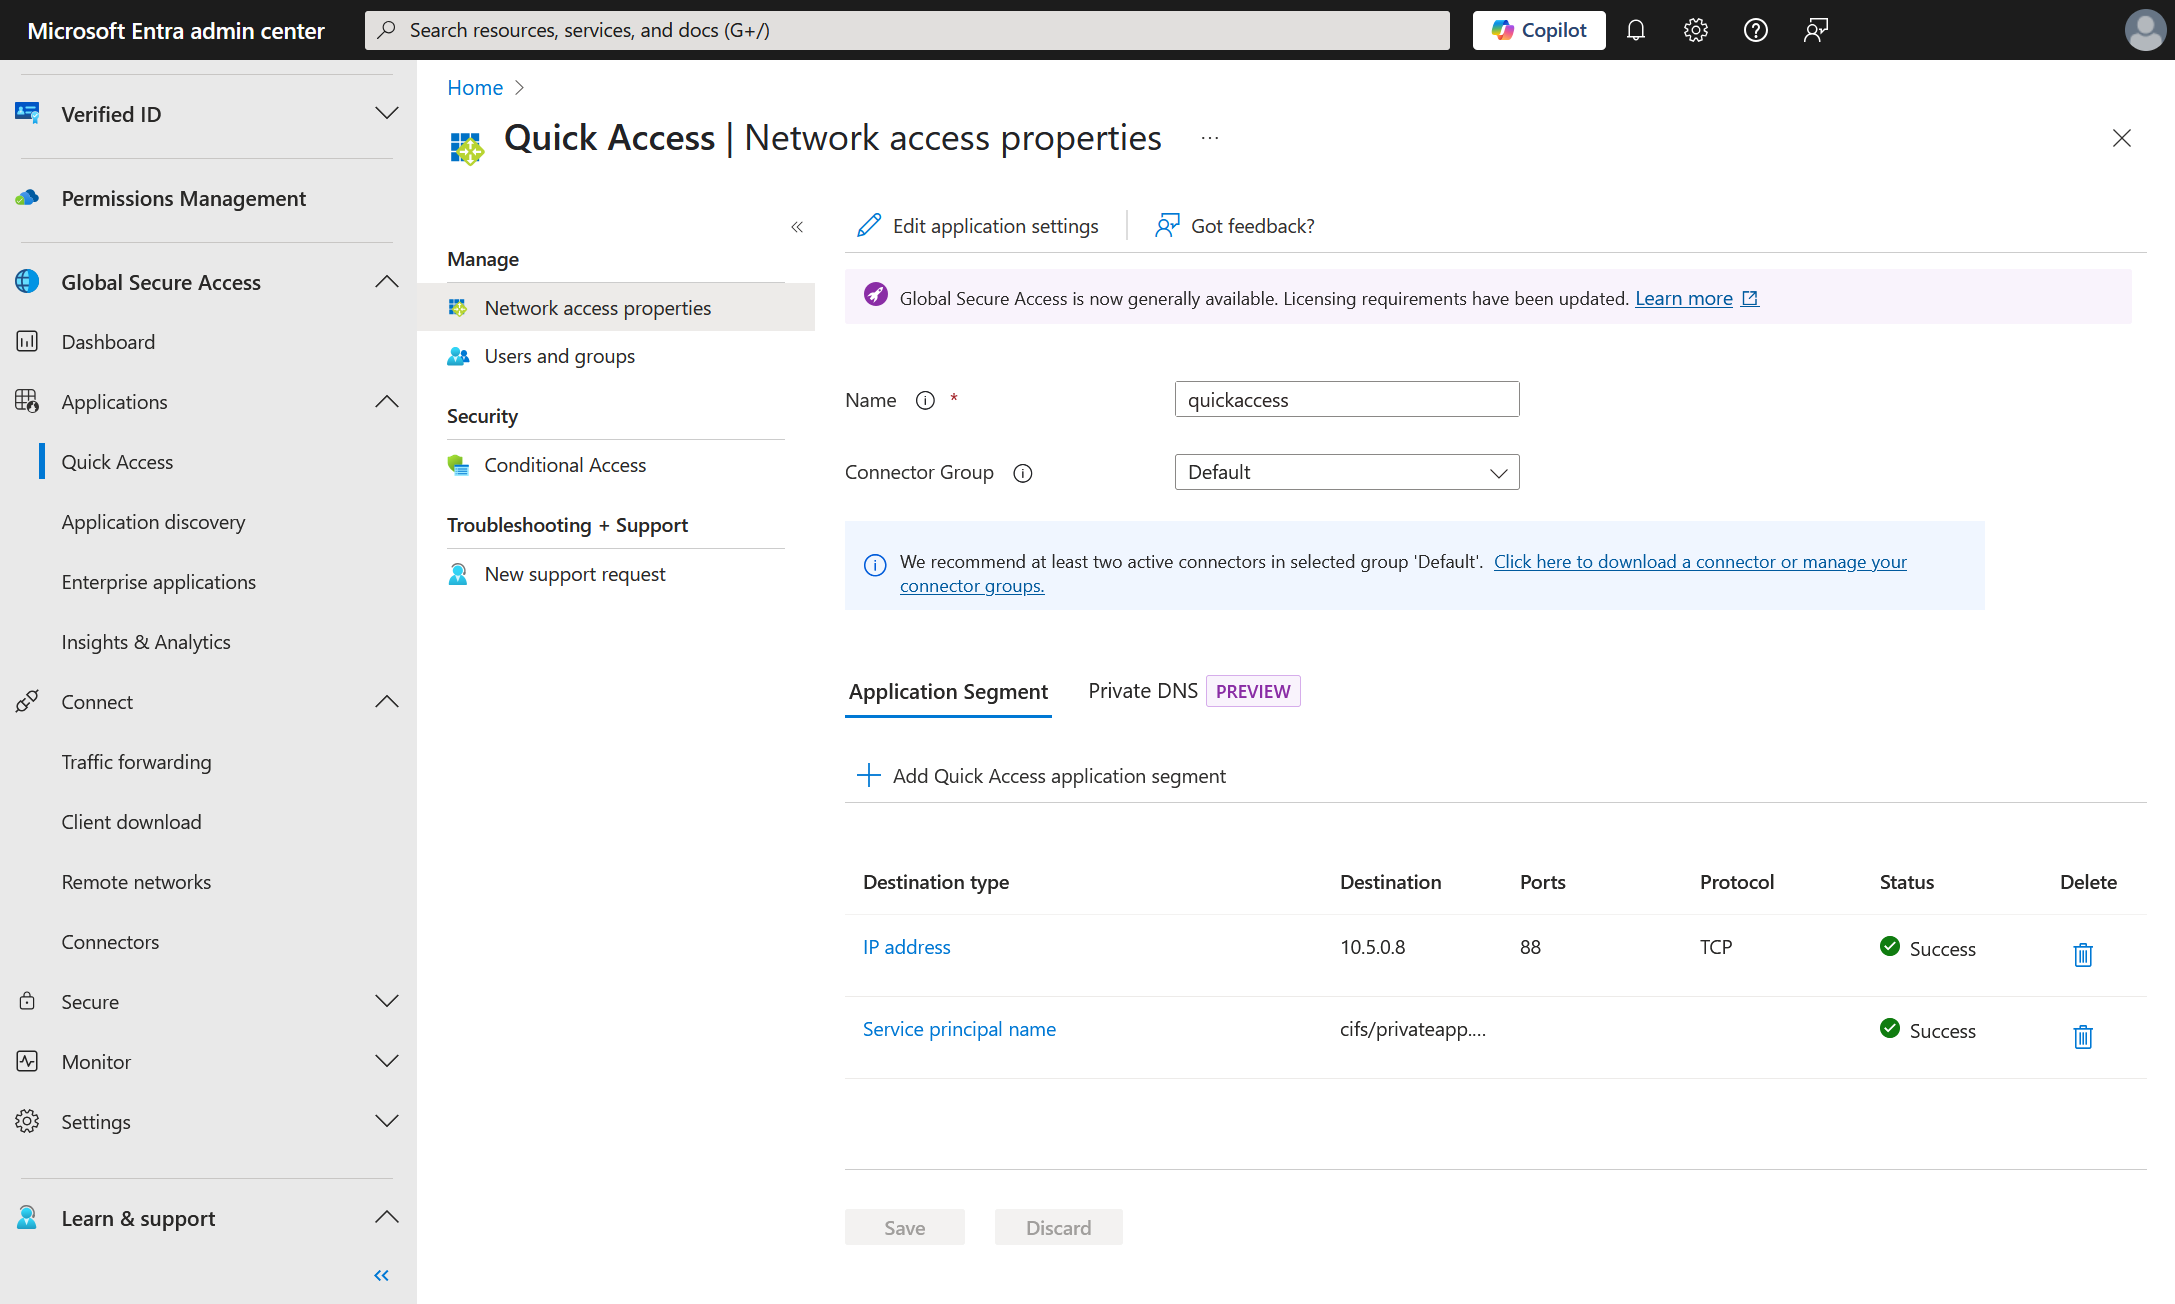 Microsoft Entra admin center
Search resources, services, and docs (G+/)
Copilot
Verified ID
Permissions Management
Global Secure Access
Dashboard
Applications
Quick Access
Application discovery
Enterprise applications
Insights & Analytics
Connect
Traffic forwarding
Client download
Remote networks
Connectors
Secure
Monitor
Settings
Learn & support
Home
Quick Access | Network access properties
Manage
Network access properties
Users and groups
Security
Conditional Access
Troubleshooting + Support
New support request
Edit application settings
Got feedback?
Global Secure Access is now generally available. Licensing requirements have been updated. Learn more
Name *
quickaccess
Connector Group
Default
We recommend at least two active connectors in selected group 'Default'. Click here to download a connector or manage your
connector groups.
Application Segment
Private DNS PREVIEW
Add Quick Access application segment
Destination type Destination Ports Protocol Status Delete
IP address 10.5.0.8 88 TCP Success
Service principal name cifs/privateapp.... Success
Save
Discard